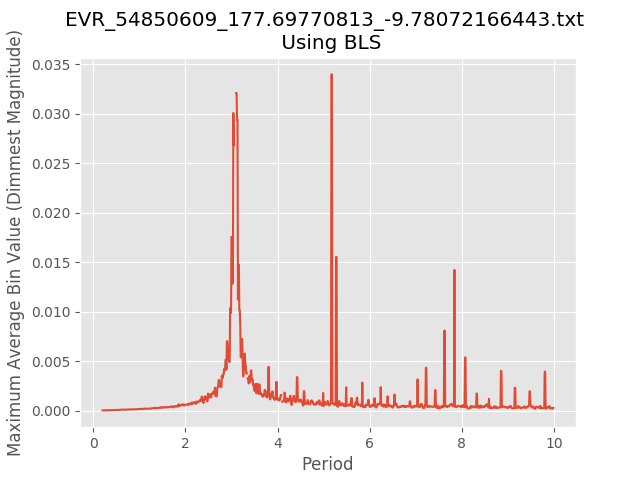 EVR_54850609_177.69770813_-9.78072166443.txt
Using BLS
Maximum Average Bin Value (Dimmest Magnitude)
0.035
0.030
0.025
0.020
0.015
0.010
0.005
0.000
0 2 4 6 8 10
Period